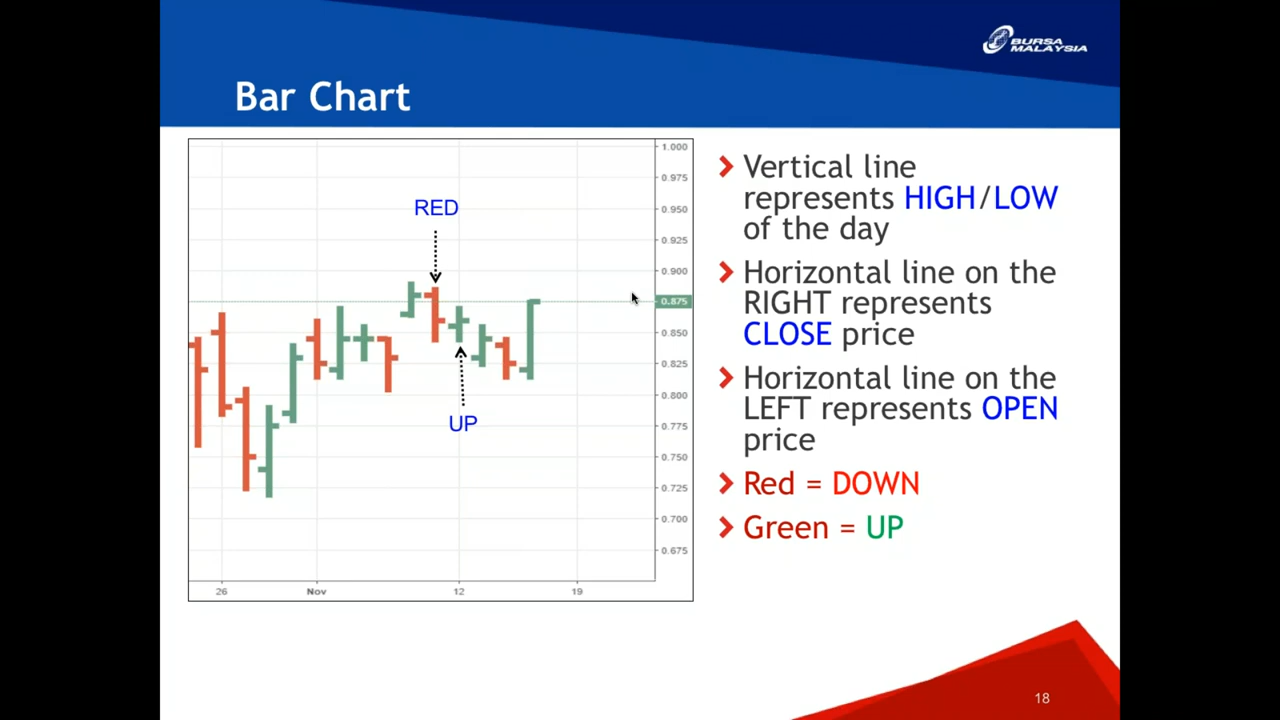 BURSA
MALAYSIA
Bar Chart
1.000
0.975
0.950
0.925
0.900
0.875
0.850
0.825
0.800
0.775
0.750
0.725
0.700
0.675
RED
UP
26
Nov
12
19
Vertical line
represents HIGH/LOW
of the day
Horizontal line on the
RIGHT represents
CLOSE price
Horizontal line on the
LEFT represents OPEN
price
Red = DOWN
Green = UP
18